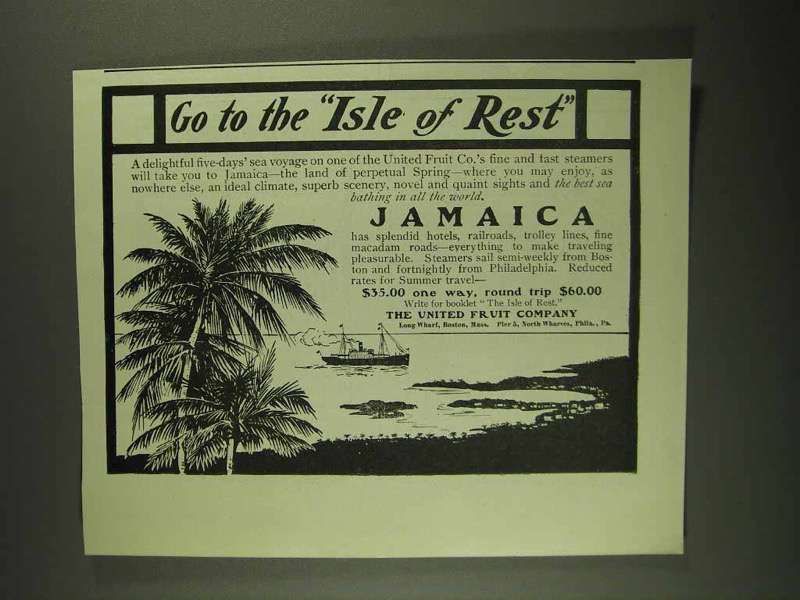 Go to the "Isle of Rest"
A delightful five-days' sea voyage on one of the United Fruit Co.'s fine and fast steamers
will take you to Jamaica—the land of perpetual Spring—where you may enjoy, as
nowhere else, an ideal climate, superb scenery, novel and quaint sights and the best sea
bathing in all the world.
JAMAICA
has splendid hotels, railroads, trolley lines, fine
macadam roads—everything to make traveling
pleasurable. Steamers sail semi-weekly from Bos-
ton and fortnightly from Philadelphia. Reduced
rates for Summer travel—
$35.00 one way, round trip $60.00
Write for booklet "The Isle of Rest."
THE UNITED FRUIT COMPANY
Long Wharf, Boston, Mass. Pier 5, North Wharves, Phila., Pa.